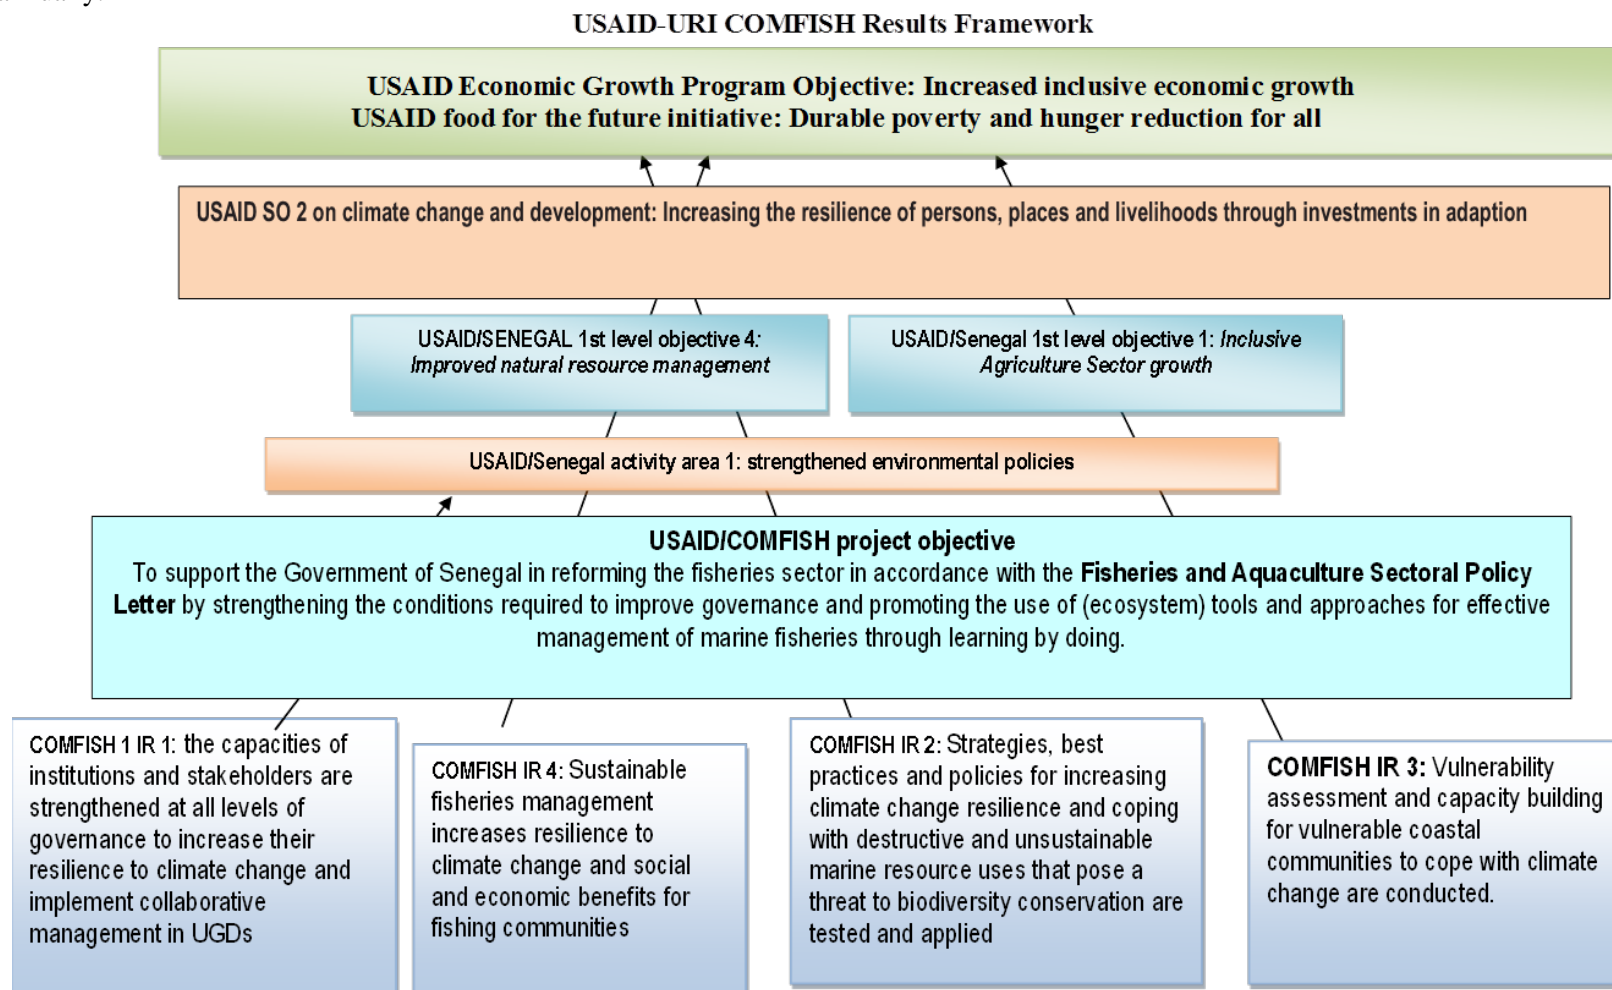 USAID-URI COMFISH Results Framework
USAID Economic Growth Program Objective: Increased inclusive economic growth
USAID food for the future initiative: Durable poverty and hunger reduction for all
USAID SO 2 on climate change and development: Increasing the resilience of persons, places and livelihoods through investments in adaption
USAID/SENEGAL 1st level objective 4:
Improved natural resource management
USAID/Senegal 1st level objective 1: Inclusive
Agriculture Sector growth
USAID/Senegal activity area 1: strengthened environmental policies
USAID/COMFISH project objective
To support the Government of Senegal in reforming the fisheries sector in accordance with the Fisheries and Aquaculture Sectoral Policy
Letter by strengthening the conditions required to improve governance and promoting the use of (ecosystem) tools and approaches for effective
management of marine fisheries through learning by doing.
COMFISH 1 IR 1: the capacities of
institutions and stakeholders are
strengthened at all levels of
governance to increase their
resilience to climate change and
implement collaborative
management in UGDs
COMFISH IR 4: Sustainable
fisheries management
increases resilience to
climate change and social
and economic benefits for
fishing communities
COMFISH IR 2: Strategies, best
practices and policies for increasing
climate change resilience and coping
with destructive and unsustainable
marine resource uses that pose a
threat to biodiversity conservation are
tested and applied
COMFISH IR 3: Vulnerability
assessment and capacity building
for vulnerable coastal
communities to cope with climate
change are conducted.